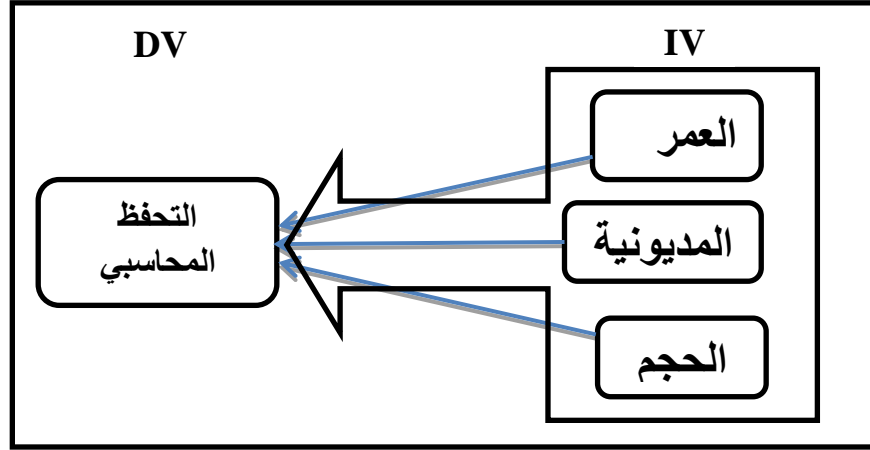 IV
DV
العمر
المديونية
الحجم
التحفظ
المحاسبي